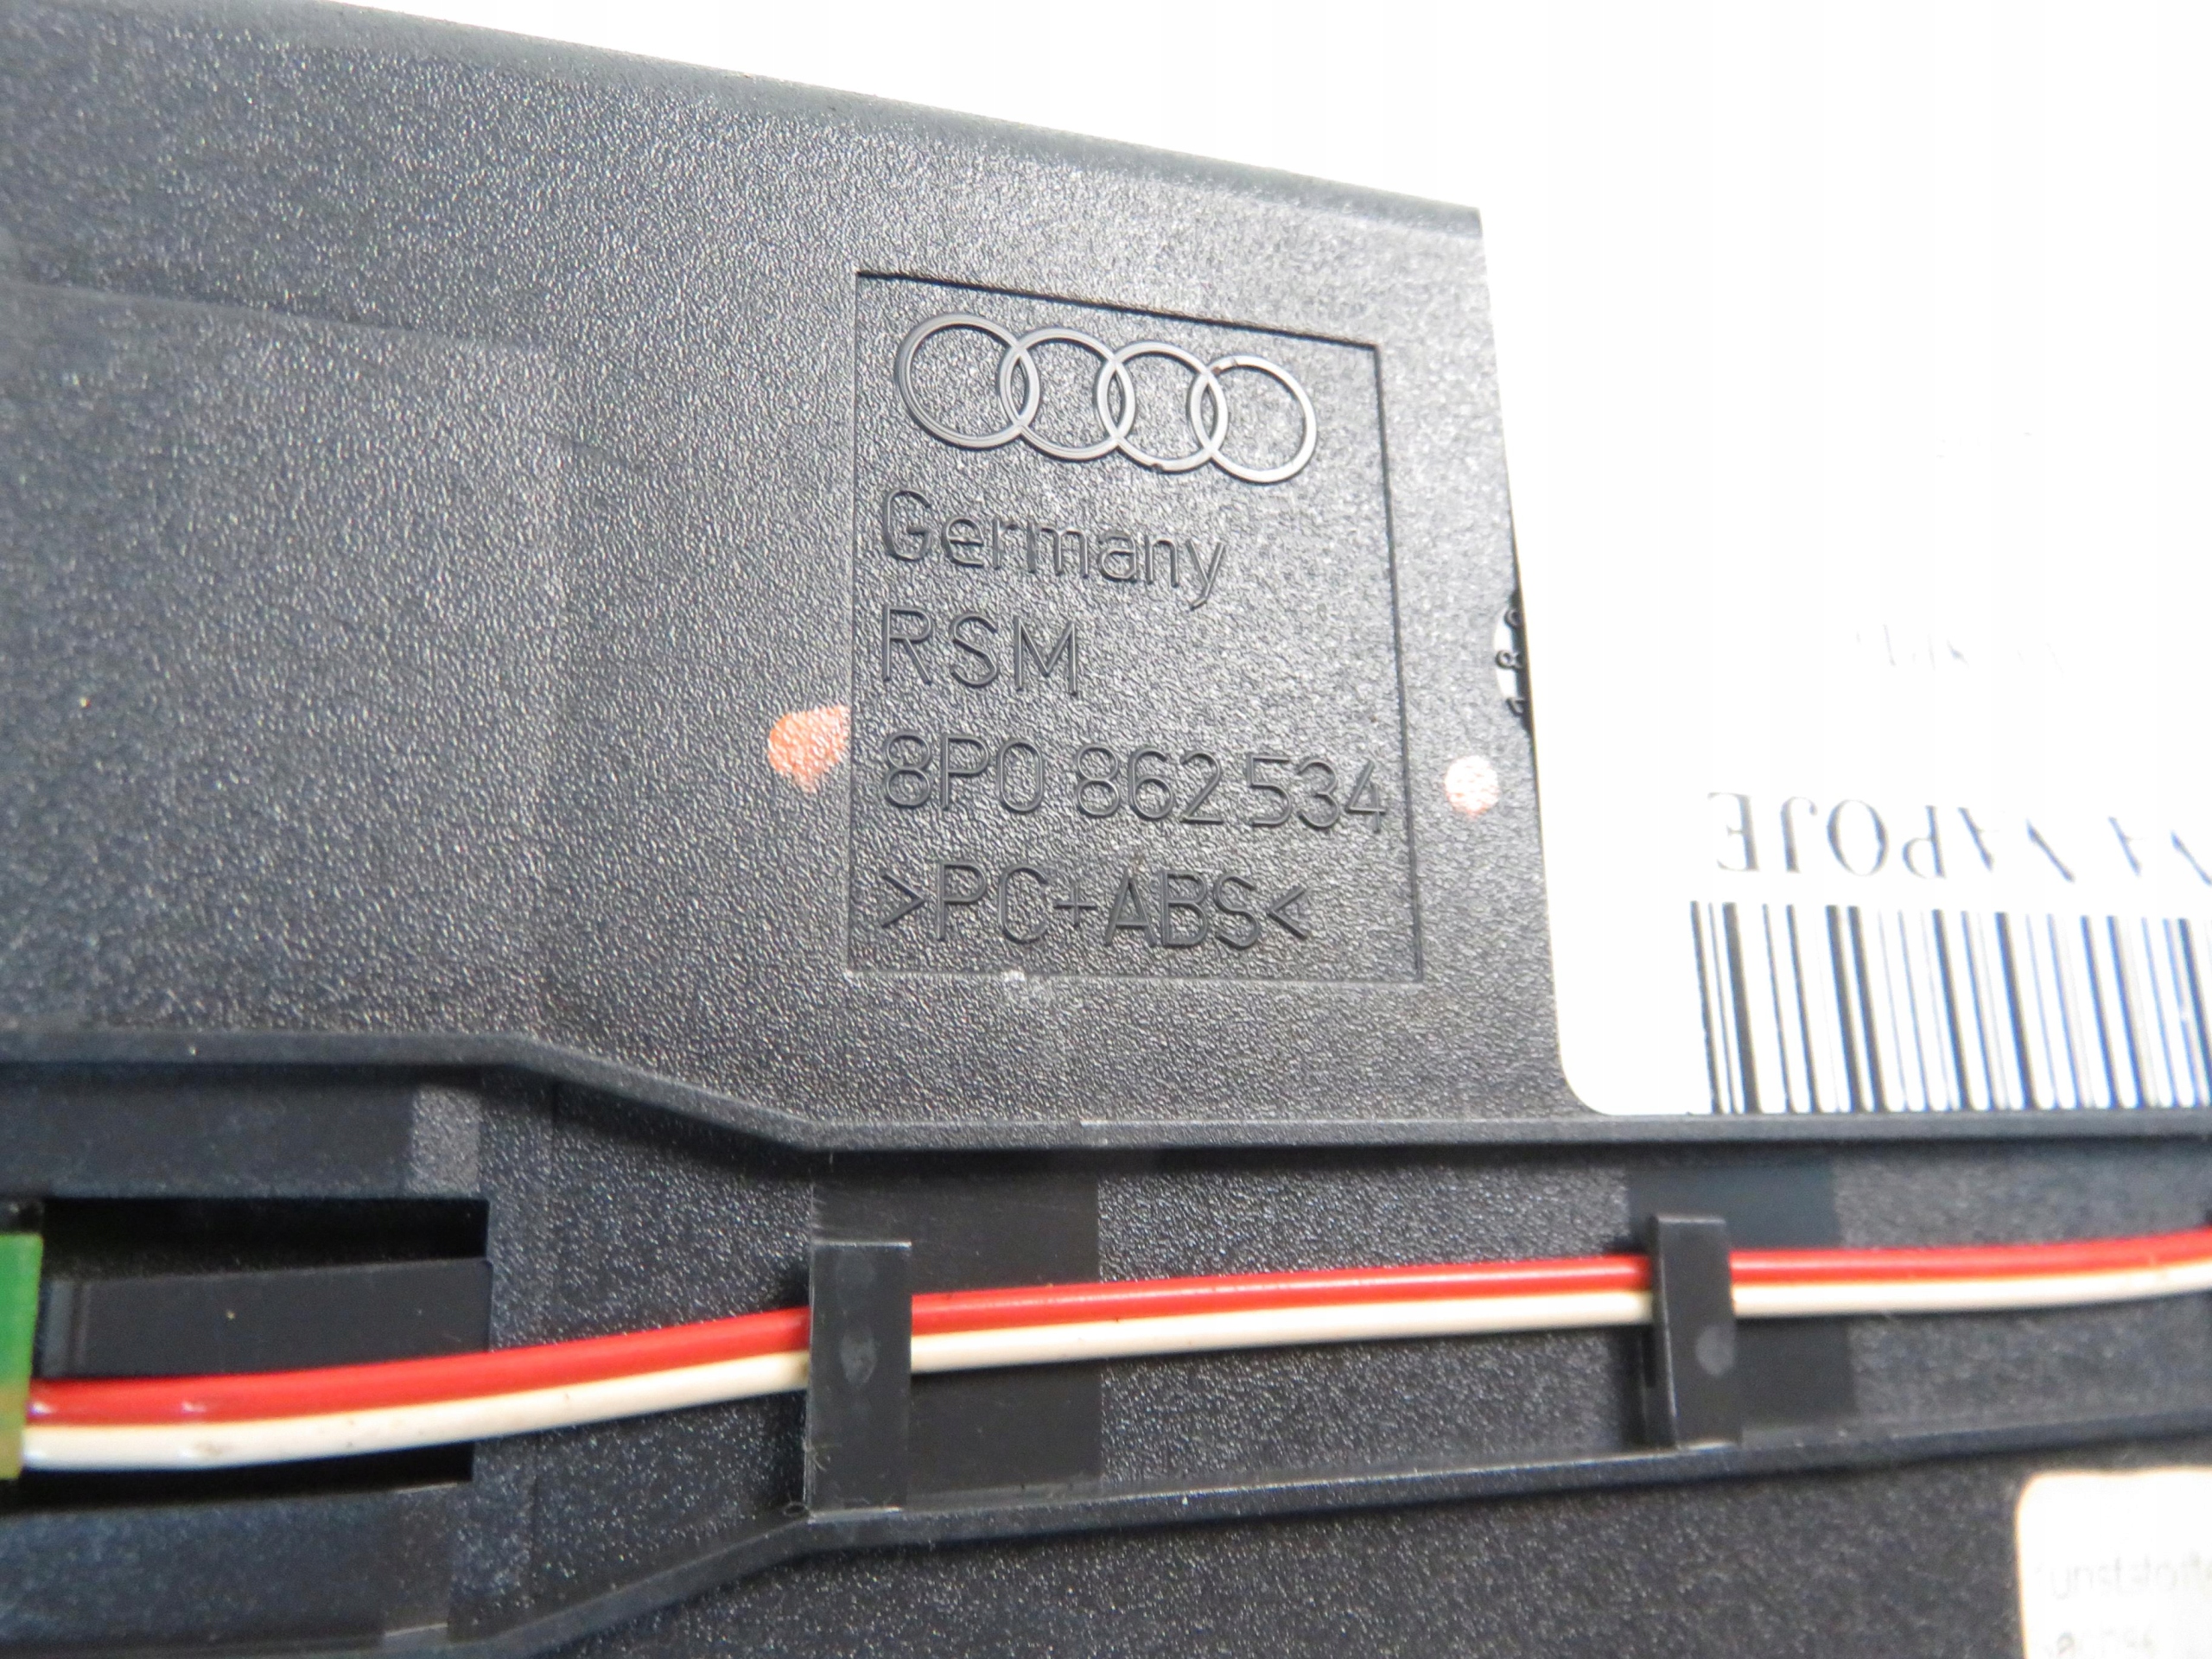 Germany
RSM
8P0 862 534
>PC+ABS<